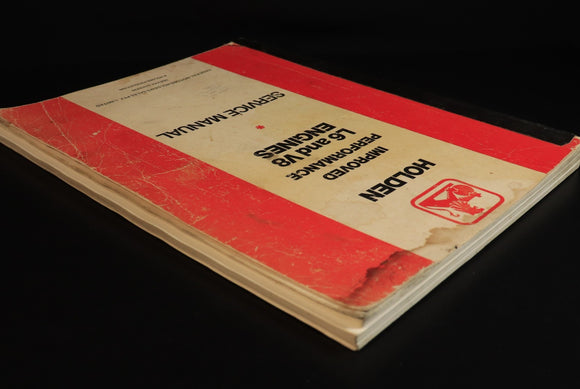 HOLDEN
IMPROVED
PERFORMANCE
L6 and V8
ENGINES
*
SERVICE MANUAL